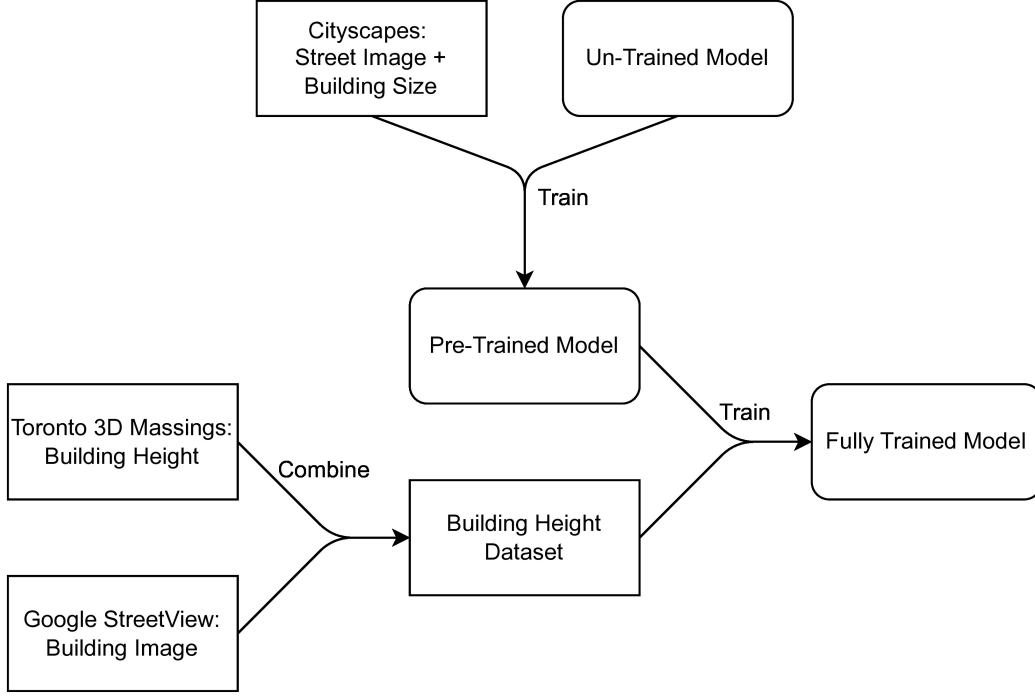 Cityscapes:
Street Image +
Building Size
Un-Trained Model
Train
Pre-Trained Model
Train
Fully Trained Model
Toronto 3D Massings:
Building Height
Combine
Building Height
Dataset
Google StreetView:
Building Image